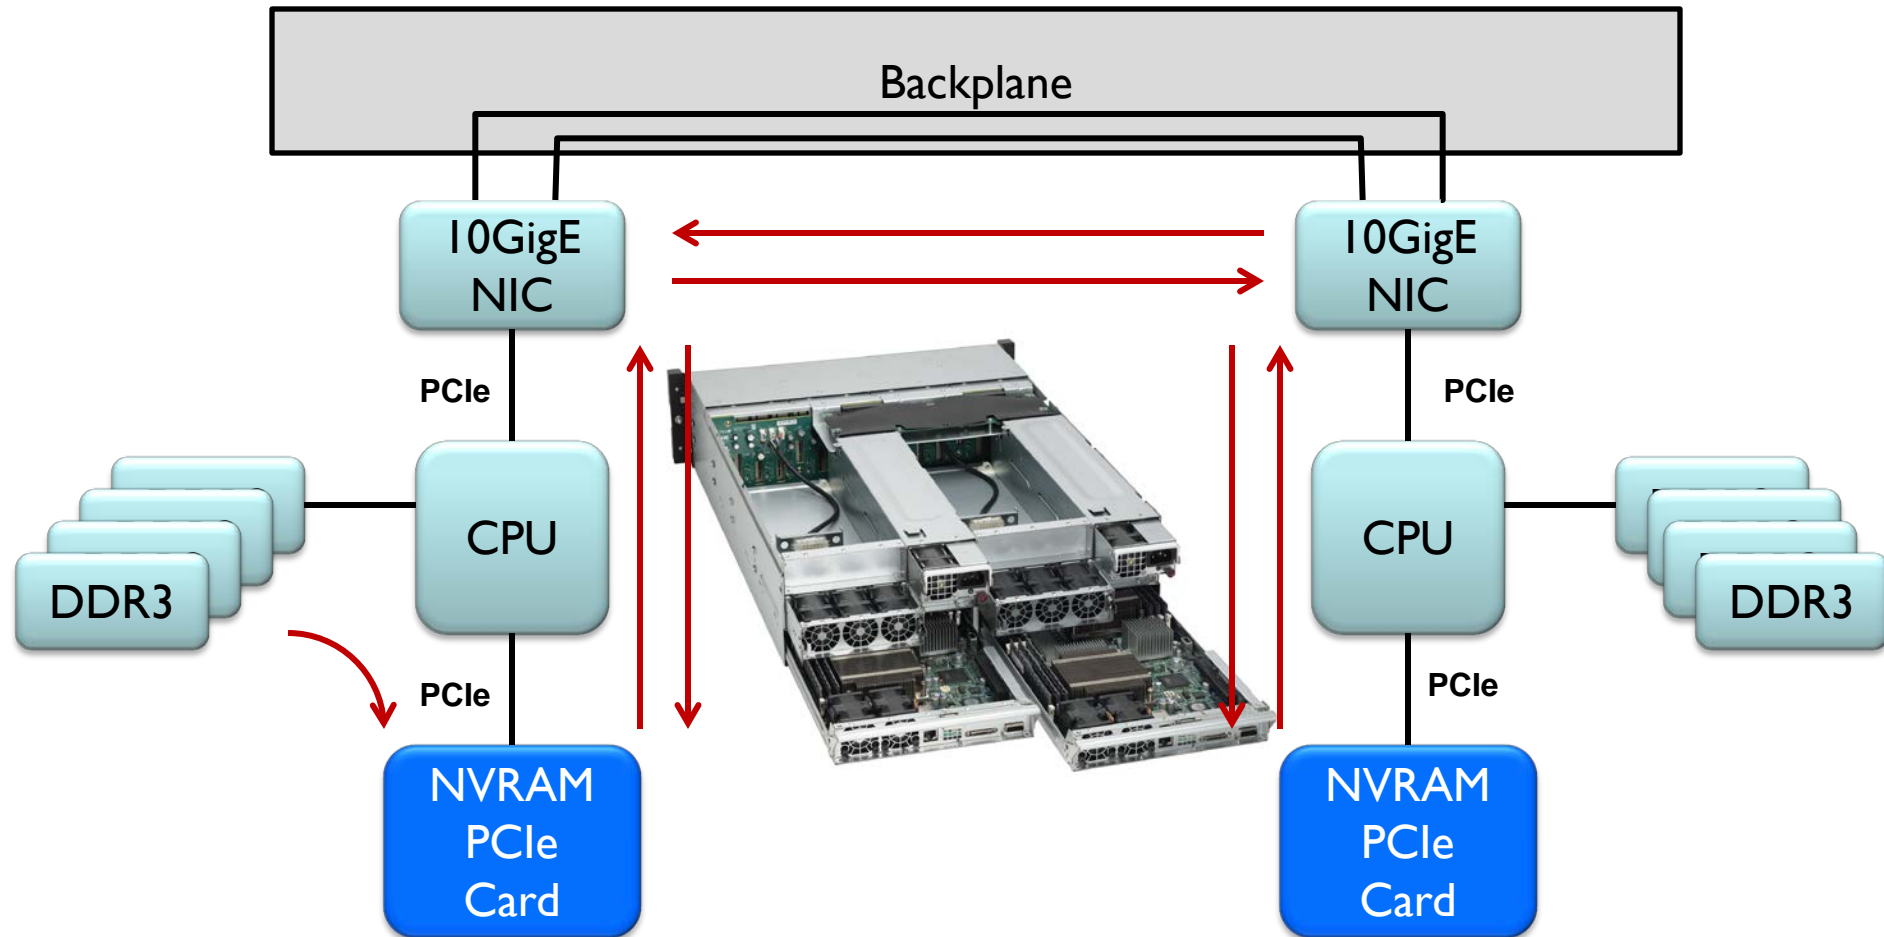 Backplane
10GigE
NIC
10GigE
NIC
PCIe
PCIe
CPU
CPU
DDR3
DDR3
PCIe
PCIe
NVRAM
PCIe
Card
NVRAM
PCIe
Card